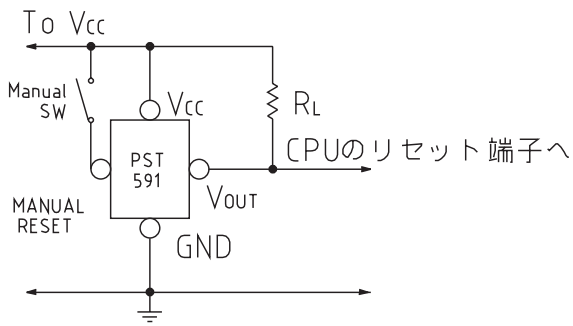 To Vcc
Manual
SW
Vcc
RL
CPUのリセット端子へ
PST
591
VOUT
MANUAL
RESET
GND